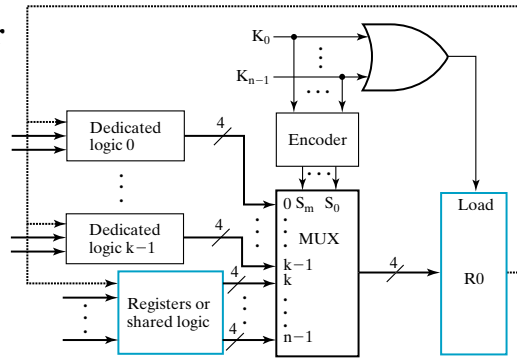 K0
Kn−1
Encoder
4
Dedicated
logic 0
4
Dedicated
logic k−1
4
Registers or
shared logic
4
0 Sm S0
MUX
k−1
k
n−1
4
Load
R0